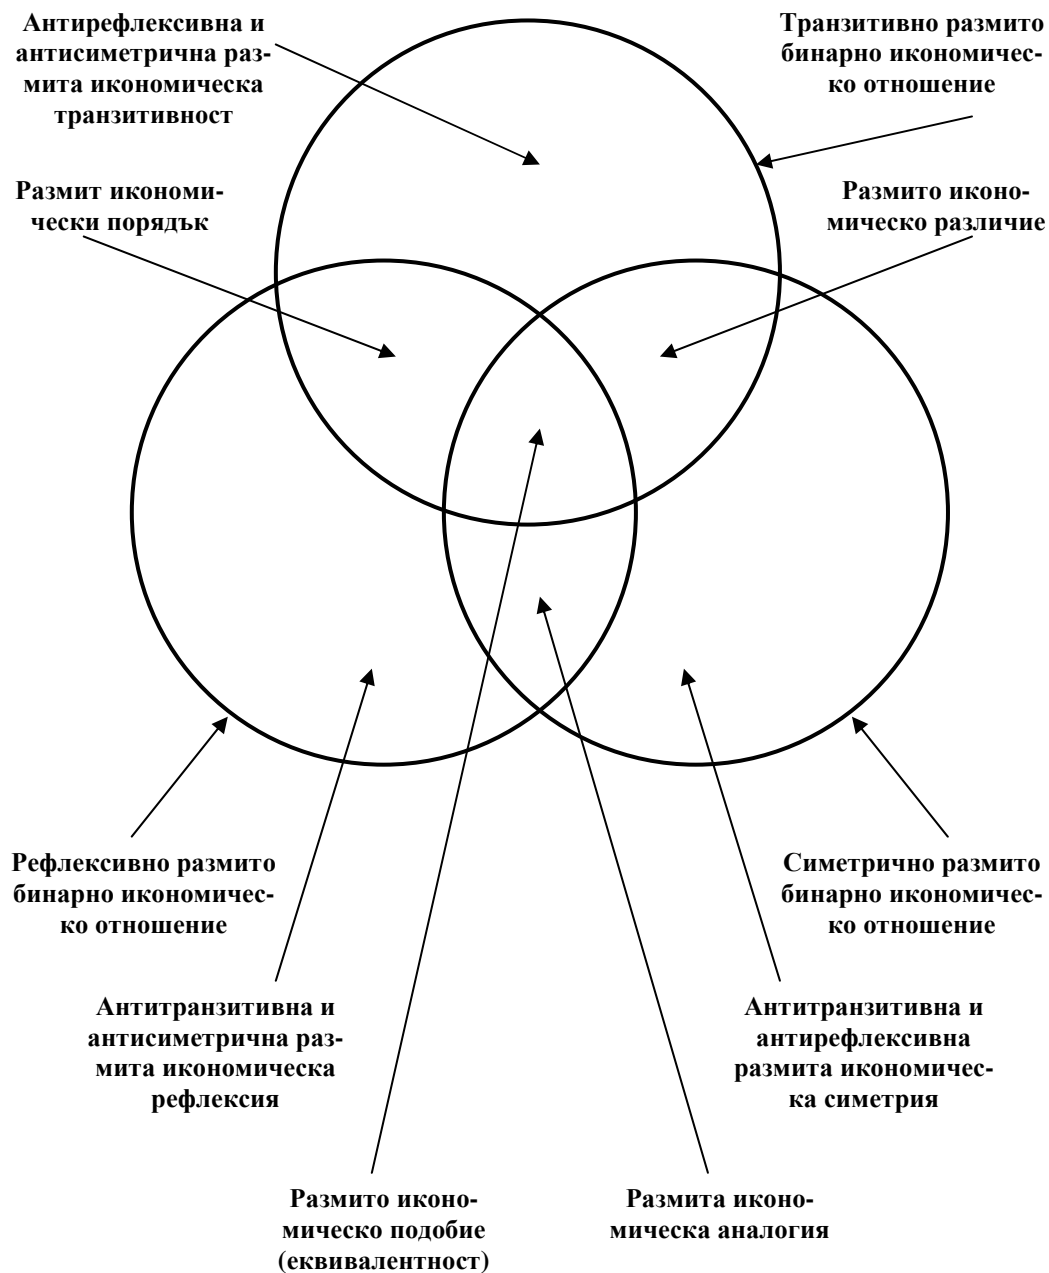 Антирефлексивна и
антисиметрична раз-
мита икономическа
транзитивност
Транзитивно размито
бинарно икономичес-
ко отношение
Размит икономи-
чески порядък
Размито иконо-
мическо различие
Рефлексивно размито
бинарно икономичес-
ко отношение
Симетрично размито
бинарно икономичес-
ко отношение
Антитранзитивна и
антисиметрична раз-
мита икономическа
рефлексия
Антитранзитивна и
антирефлексивна
размита икономичес-
ка симетрия
Размито иконо-
мическо подобие
(еквивалентност)
Размита иконо-
мическа аналогия